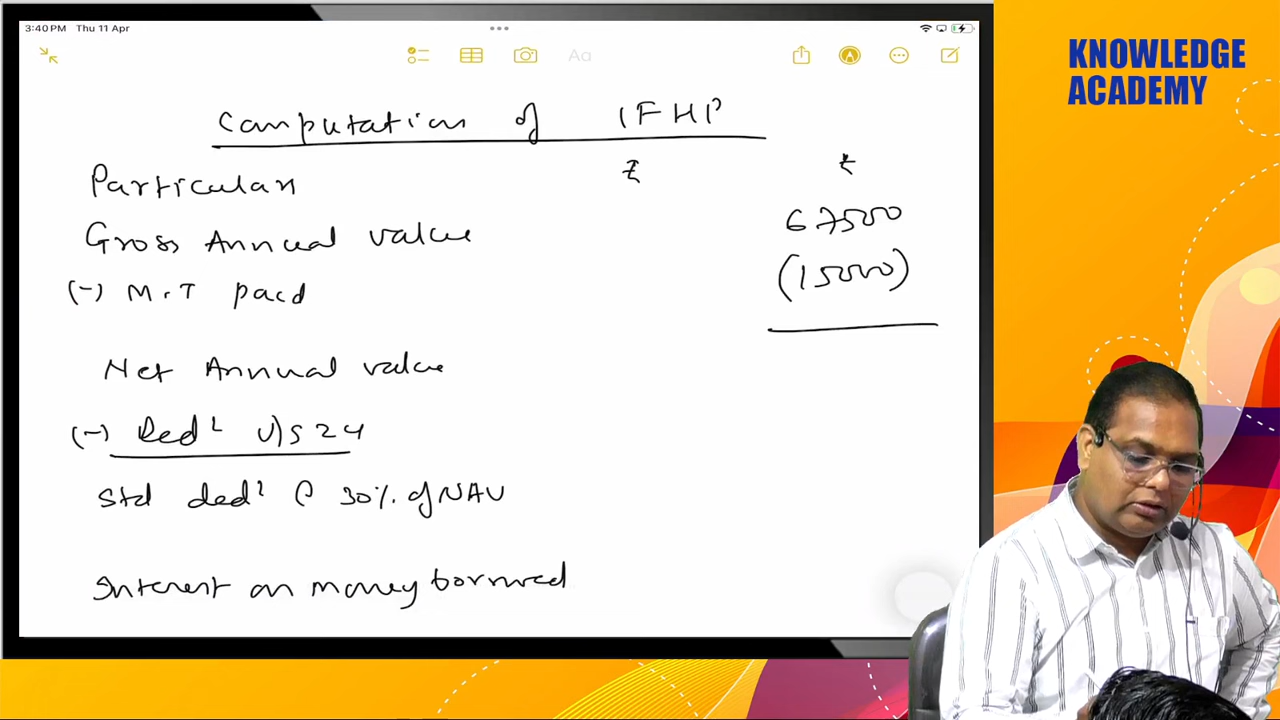 3:40 PM Thu 11 Apr
KNOWLEDGE
ACADEMY
Aa
Computation of IFHP
Particulars ₹ ₹
Gross Annual value 67500
(-) M.T paid (15000)
Net Annual value
(-) Dedⁿ u/s 24
Std dedⁿ @ 30% of NAV
Interest on money borrowed